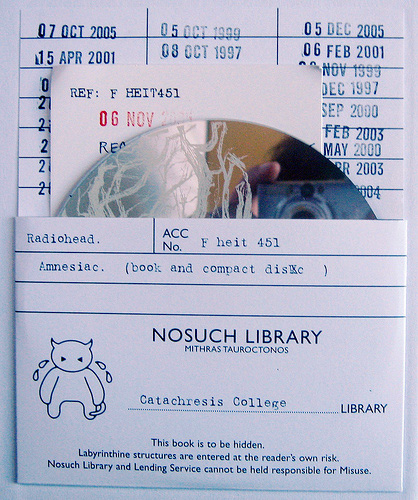 07 OCT 2005 05 OCT 1999 05 DEC 2005
15 APR 2001 08 OCT 1997 06 FEB 2001
NOV 1999
REF: F HEIT451 DEC 1997
06 NOV SEP 2000
FEB 2003
MAY 2000
2003
2004
Radiohead. ACC No. F heit 451
Amnesiac. (book and compact disc )
NOSUCH LIBRARY
MITHRAS TAUROCTONOS
Catachresis College LIBRARY
This book is to be hidden.
Labyrinthine structures are entered at the reader's own risk.
Nosuch Library and Lending Service cannot be held responsible for Misuse.